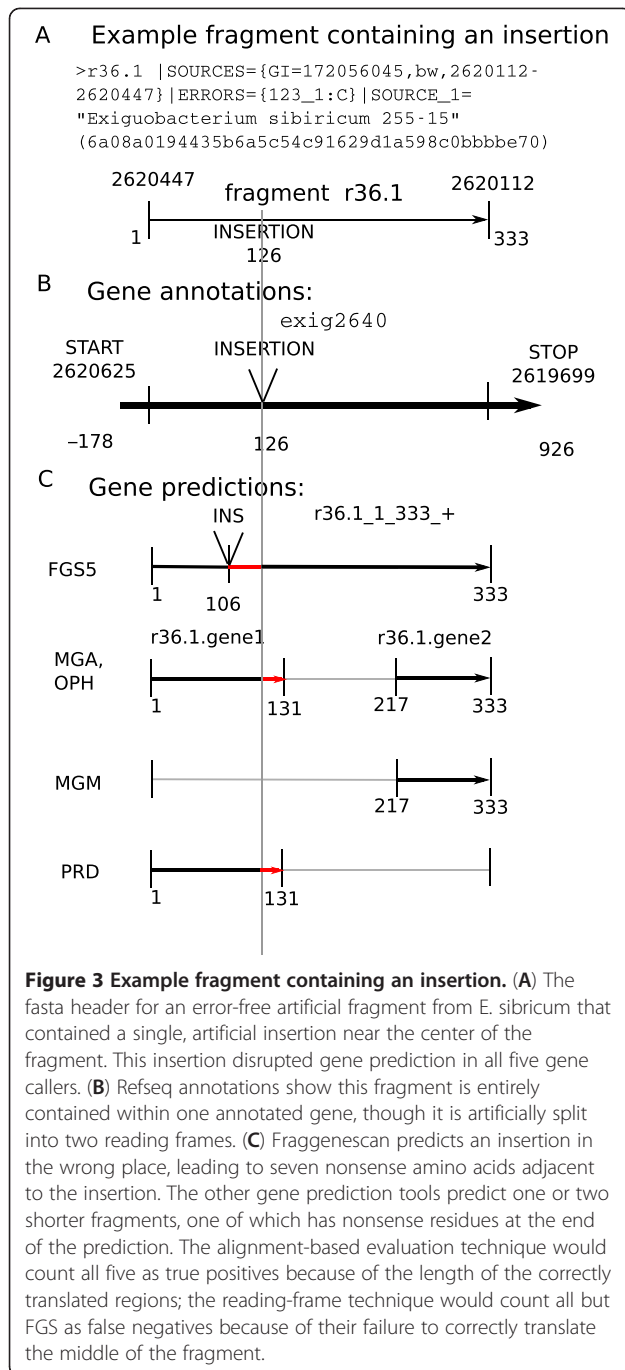 A Example fragment containing an insertion
>r36.1 |SOURCES={GI=172056045,bw,2620112-
2620447}|ERRORS={123_1:C}|SOURCE_1=
"Exiguobacterium sibiricum 255-15"
(6a08a0194435b6a5c54c91629d1a598c0bbbbe70)
2620447 fragment r36.1 2620112
1 INSERTION 333
126
B Gene annotations:
exig2640
START INSERTION STOP
2620625 2619699
−178 126 926
C Gene predictions:
INS r36.1_1_333_+
FGS5
1 106 333
r36.1.gene1 r36.1.gene2
MGA,
OPH
1 131 217 333
MGM
217 333
PRD
1 131
Figure 3 Example fragment containing an insertion. (A) The
fasta header for an error-free artificial fragment from E. sibricum that
contained a single, artificial insertion near the center of the
fragment. This insertion disrupted gene prediction in all five gene
callers. (B) Refseq annotations show this fragment is entirely
contained within one annotated gene, though it is artificially split
into two reading frames. (C) Fraggenescan predicts an insertion in
the wrong place, leading to seven nonsense amino acids adjacent
to the insertion. The other gene prediction tools predict one or two
shorter fragments, one of which has nonsense residues at the end
of the prediction. The alignment-based evaluation technique would
count all five as true positives because of the length of the correctly
translated regions; the reading-frame technique would count all but
FGS as false negatives because of their failure to correctly translate
the middle of the fragment.